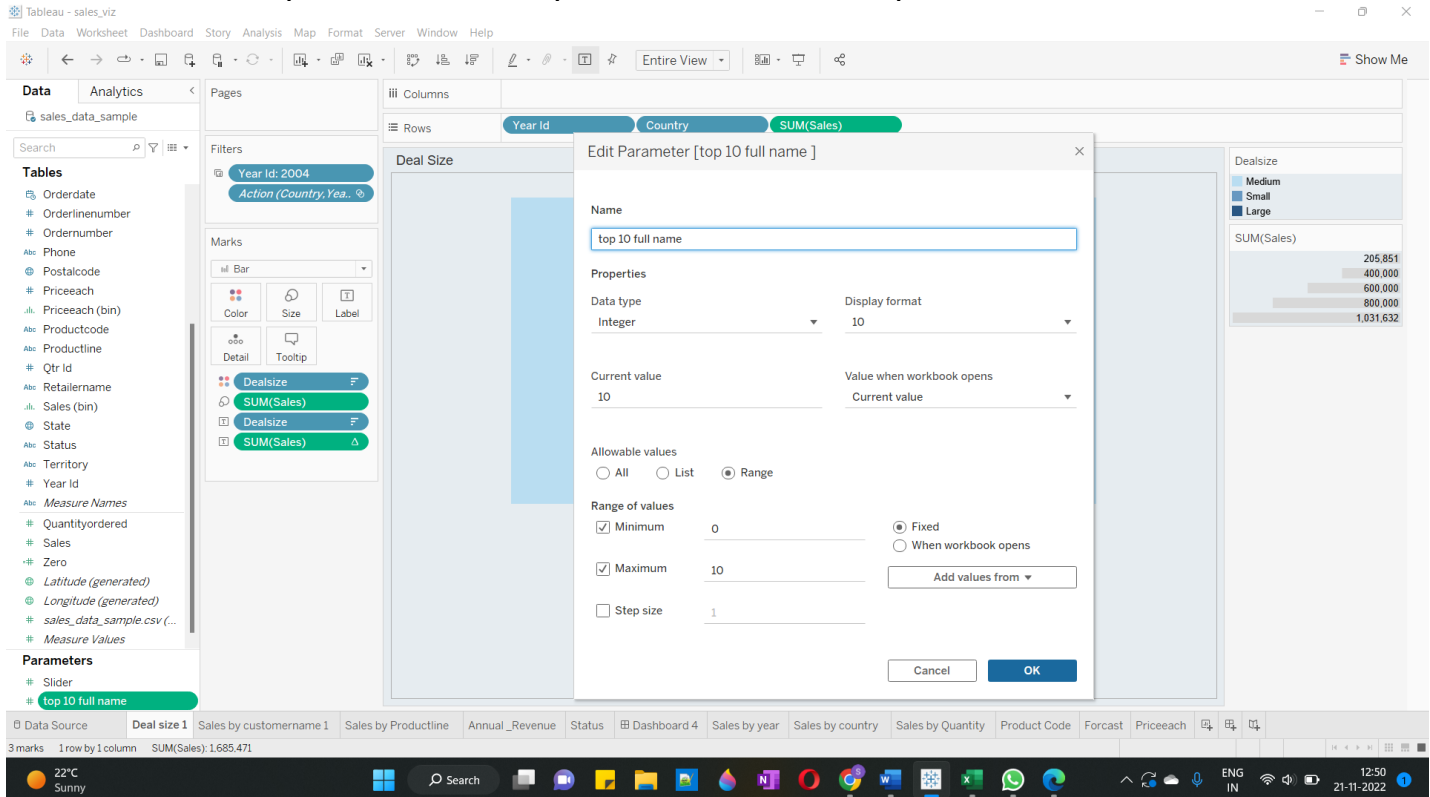 Tableau - sales_viz
File Data Worksheet Dashboard Story Analysis Map Format Server Window Help
Entire View
Show Me
Data Analytics
sales_data_sample
Search
Tables
Orderdate
# Orderlinenumber
# Ordernumber
Abc Phone
Postalcode
# Priceeach
Priceeach (bin)
Abc Productcode
Abc Productline
# Qtr Id
Abc Retailername
Sales (bin)
State
Abc Status
Abc Territory
# Year Id
Abc Measure Names
# Quantityordered
# Sales
=# Zero
Latitude (generated)
Longitude (generated)
# sales_data_sample.csv (...
# Measure Values
Parameters
# Slider
# top 10 full name
Pages
Filters
Year Id: 2004
Action (Country,Yea..
Marks
Bar
Color Size Label
Detail Tooltip
Dealsize
SUM(Sales)
T Dealsize
T SUM(Sales) Δ
iii Columns
Rows
Year Id Country SUM(Sales)
Deal Size
Edit Parameter [top 10 full name ]
Name
top 10 full name
Properties
Data type Display format
Integer 10
Current value Value when workbook opens
10 Current value
Allowable values
All List Range
Range of values
Minimum 0 Fixed
When workbook opens
Maximum 10 Add values from
Step size 1
Cancel OK
Dealsize
Medium
Small
Large
SUM(Sales)
205,851
400,000
600,000
800,000
1,031,632
Data Source Deal size 1 Sales by customername 1 Sales by Productline Annual _Revenue Status Dashboard 4 Sales by year Sales by country Sales by Quantity Product Code Forcast Priceeach
3 marks 1 row by 1 column SUM(Sales): 1,685,471
22°C
Sunny
Search
ENG
IN
12:50
21-11-2022
1